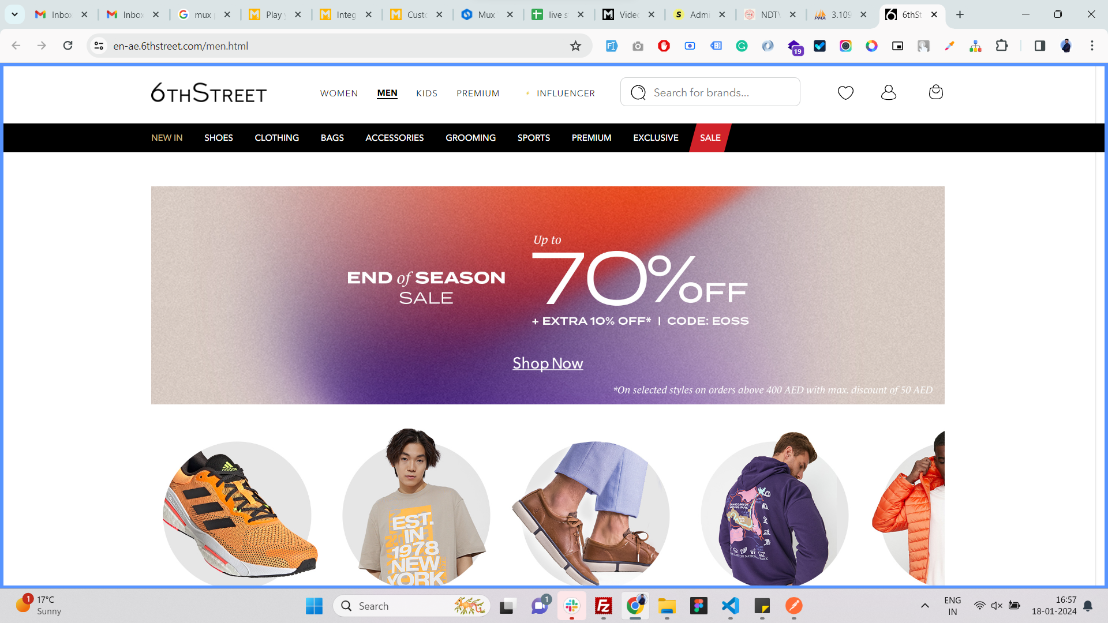 Inbox
Inbox
mux p
Play
Integ
Cust
Mux
live s
Video
Admi
NDTV
3.109
6thSt
en-ae.6thstreet.com/men.html
19
6THSTREET
WOMEN MEN KIDS PREMIUM INFLUENCER
Search for brands...
NEW IN SHOES CLOTHING BAGS ACCESSORIES GROOMING SPORTS PREMIUM EXCLUSIVE SALE
END of SEASON
SALE
Up to
70% OFF
+ EXTRA 10% OFF* | CODE: EOSS
Shop Now
*On selected styles on orders above 400 AED with max. discount of 50 AED
EST.
IN
1978
NEW
YORK
1
17°C
Sunny
Search
1
ENG
IN
16:57
18-01-2024